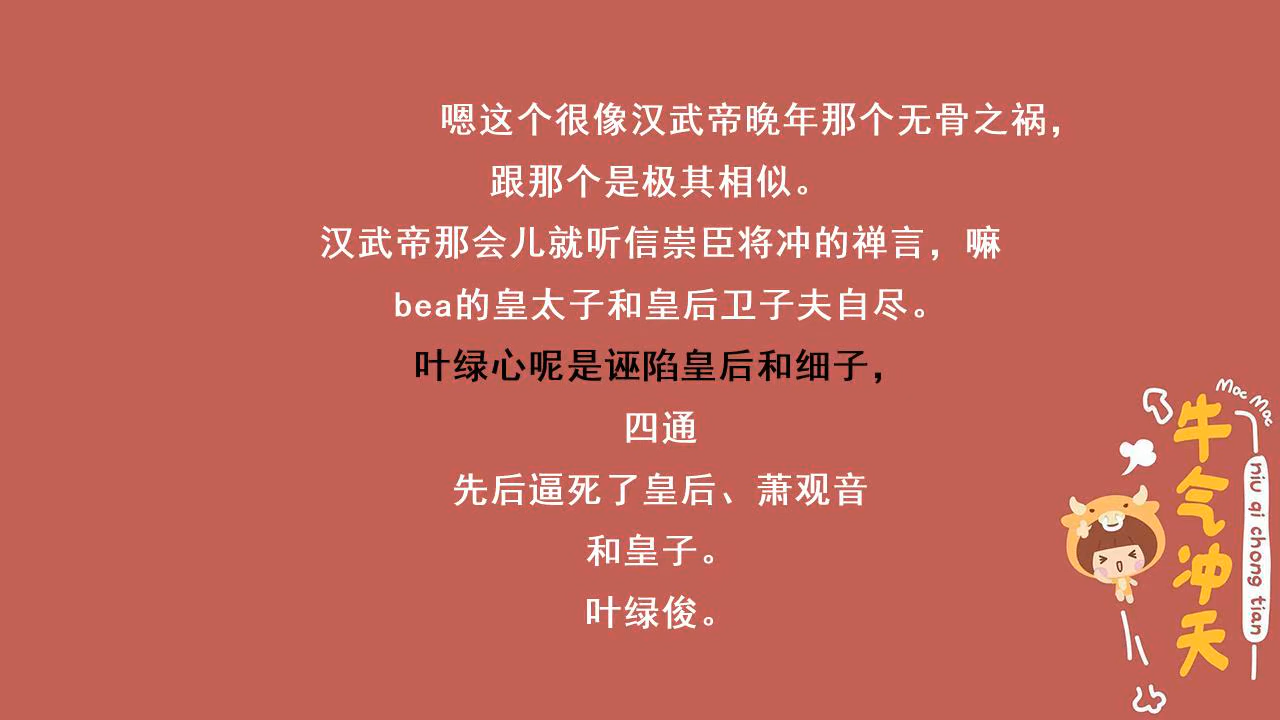 嗯这个很像汉武帝晚年那个无骨之祸，
跟那个是极其相似。
汉武帝那会儿就听信崇臣将冲的禅言，嘛
bea的皇太子和皇后卫子夫自尽。
叶绿心呢是诬陷皇后和细子，
四通
先后逼死了皇后、萧观音
和皇子。
叶绿俊。
Moc Moc
牛气冲天
niu qi chong tian